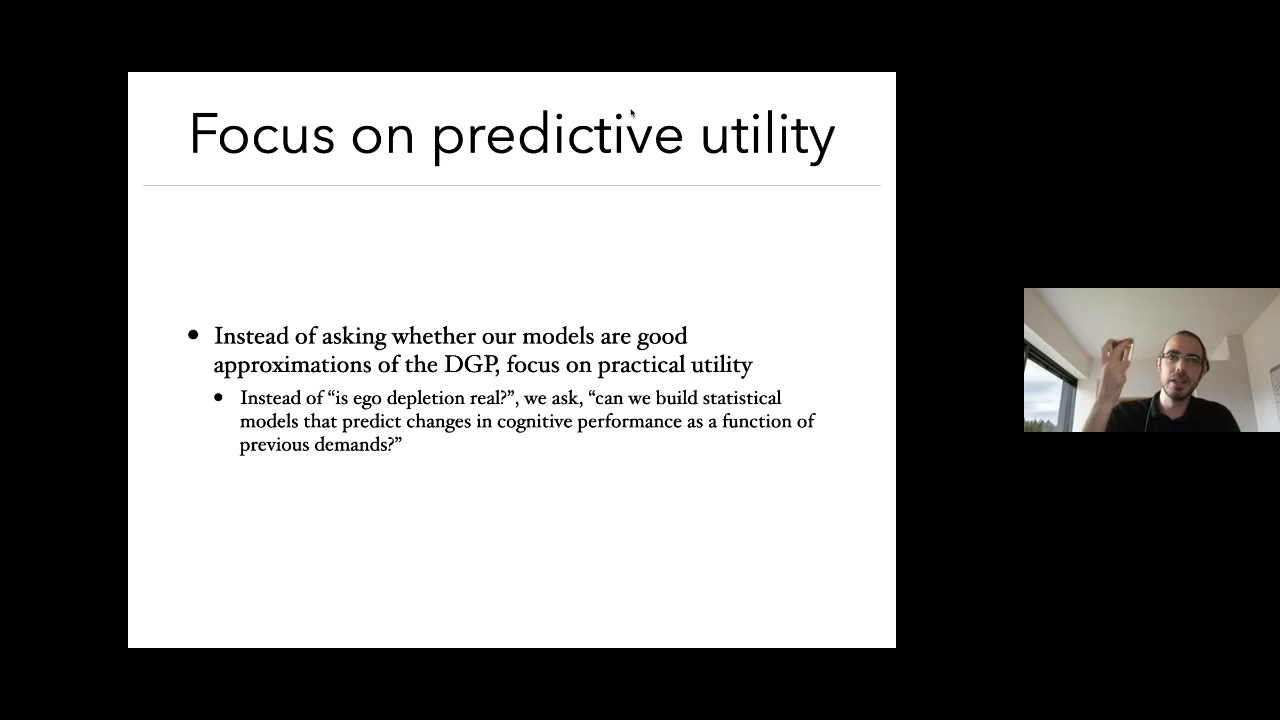 Focus on predictive utility
• Instead of asking whether our models are good
approximations of the DGP, focus on practical utility
• Instead of “is ego depletion real?”, we ask, “can we build statistical
models that predict changes in cognitive performance as a function of
previous demands?”